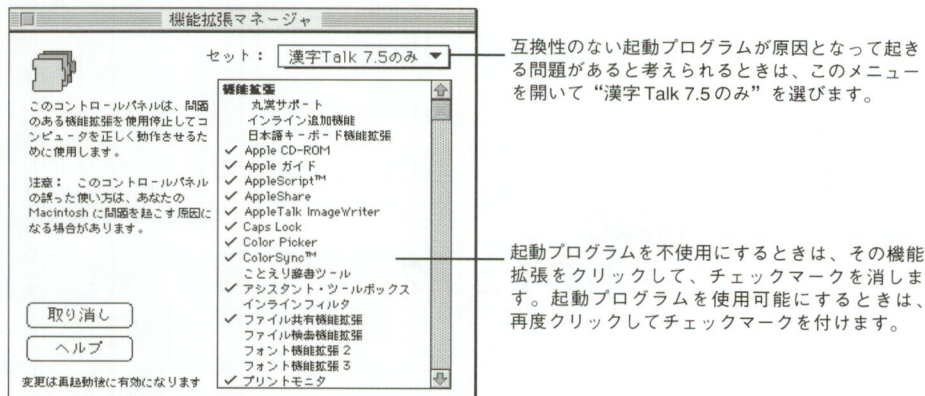 機能拡張マネージャ
セット： 漢字Talk 7.5のみ
このコントロールパネルは、問題
のある機能拡張を使用停止してコ
ンピュータを正しく動作させるた
めに使用します。
注意： このコントロールパネル
の誤った使い方は、あなたの
Macintosh に問題を起こす原因に
なる場合があります。
取り消し
ヘルプ
変更は再起動後に有効になります
機能拡張
丸漢サポート
インライン追加機能
日本語キーボード機能拡張
✓ Apple CD-ROM
✓ Apple ガイド
✓ AppleScript™
✓ AppleShare
✓ AppleTalk ImageWriter
✓ Caps Lock
✓ Color Picker
✓ ColorSync™
ことえり辞書ツール
✓ アシスタント・ツールボックス
インラインフィルタ
✓ ファイル共有機能拡張
ファイル検索機能拡張
フォント機能拡張 2
フォント機能拡張 3
✓ プリントモニタ
互換性のない起動プログラムが原因となって起き
る問題があると考えられるときは、このメニュー
を開いて“漢字Talk 7.5 のみ”を選びます。
起動プログラムを不使用にするときは、その機能
拡張をクリックして、チェックマークを消しま
す。起動プログラムを使用可能にするときは、
再度クリックしてチェックマークを付けます。